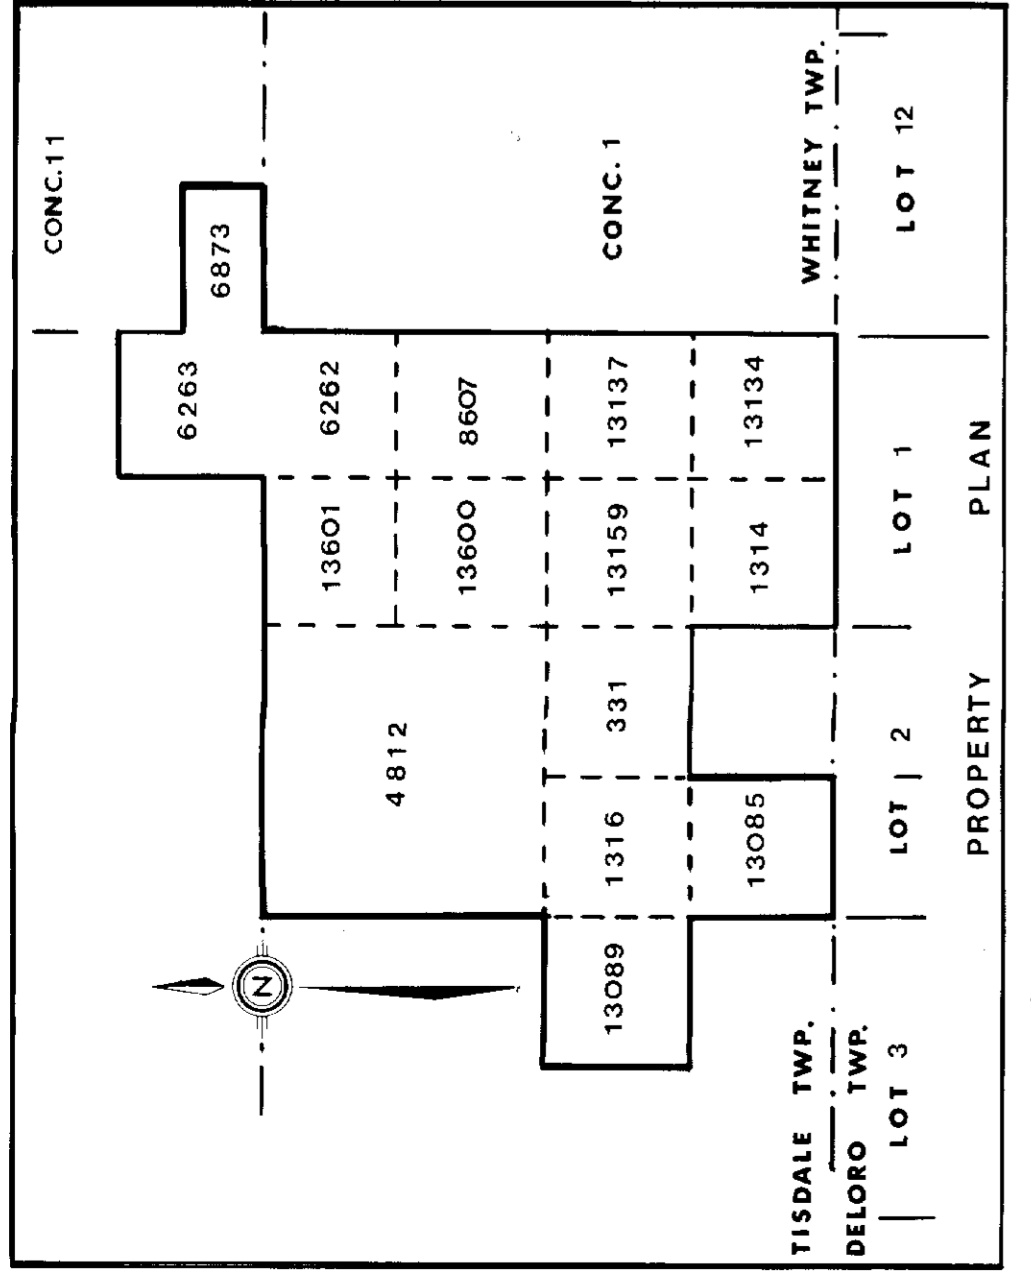 CONC.11
6263
6873
N
13601 6262
4812
13600 8607
13089 1316 331 13159 13137 CONC. 1
13085 1314 13134
TISDALE TWP. WHITNEY TWP.
DELORO TWP.
LOT 3 LOT 2 LOT 1 LOT 12
PROPERTY PLAN